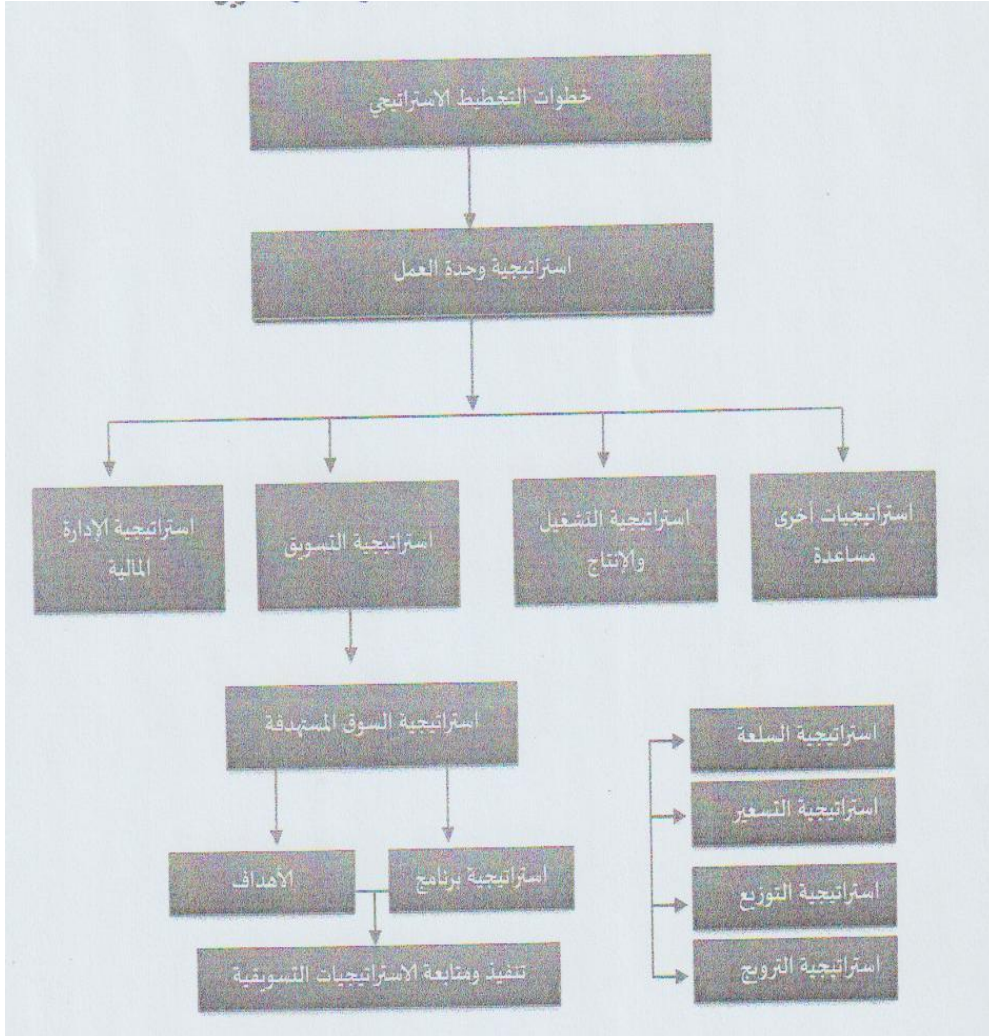 خطوات التخطيط الاستراتيجي
استراتيجية وحدة العمل
استراتيجيات أخرى
مساعدة
استراتيجية التشغيل
والإنتاج
استراتيجية التسويق
استراتيجية الإدارة
المالية
استراتيجية السوق المستهدفة
استراتيجية السلعة
استراتيجية التسعير
استراتيجية برنامج
الأهداف
استراتيجية التوزيع
استراتيجية الترويج
تنفيذ ومتابعة الاستراتيجيات التسويقية